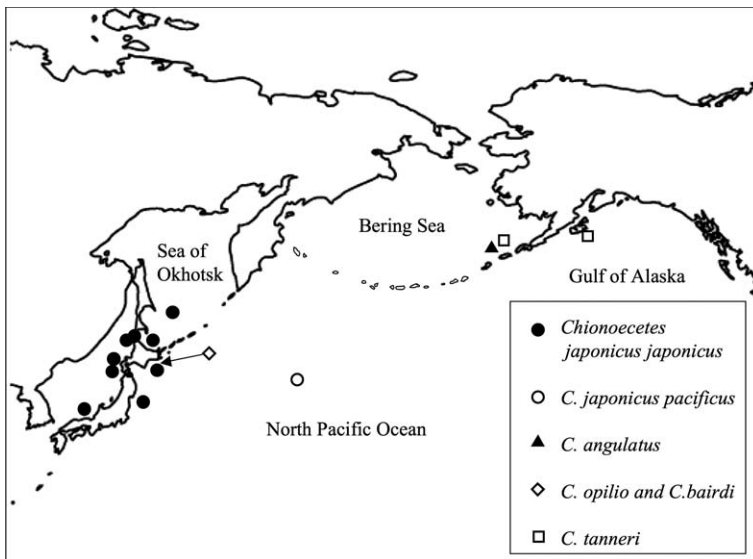 Sea of
Okhotsk
Bering Sea
Gulf of Alaska
North Pacific Ocean
Chionoecetes
japonicus japonicus
C. japonicus pacificus
C. angulatus
C. opilio and C.bairdi
C. tanneri